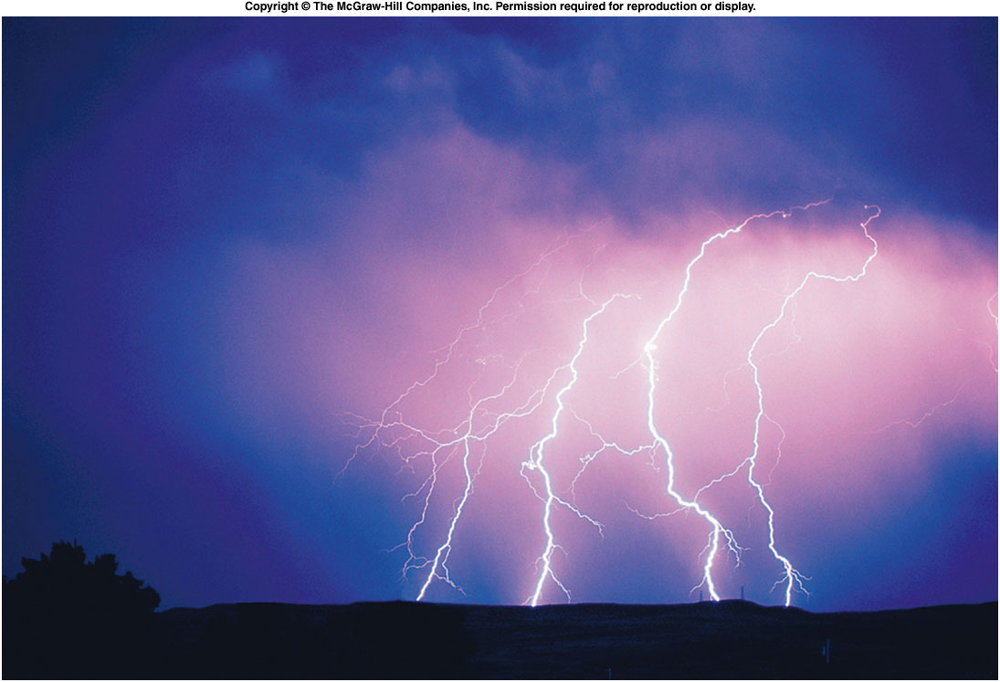 Copyright © The McGraw-Hill Companies, Inc. Permission required for reproduction or display.